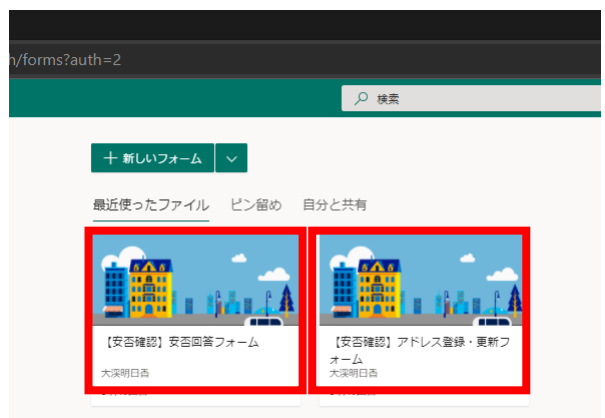 h/forms?auth=2
検索
新しいフォーム
最近使ったファイル ピン留め 自分と共有
【安否確認】安否回答フォーム
大渕明日香
【安否確認】アドレス登録・更新フ
ォーム
大渕明日香